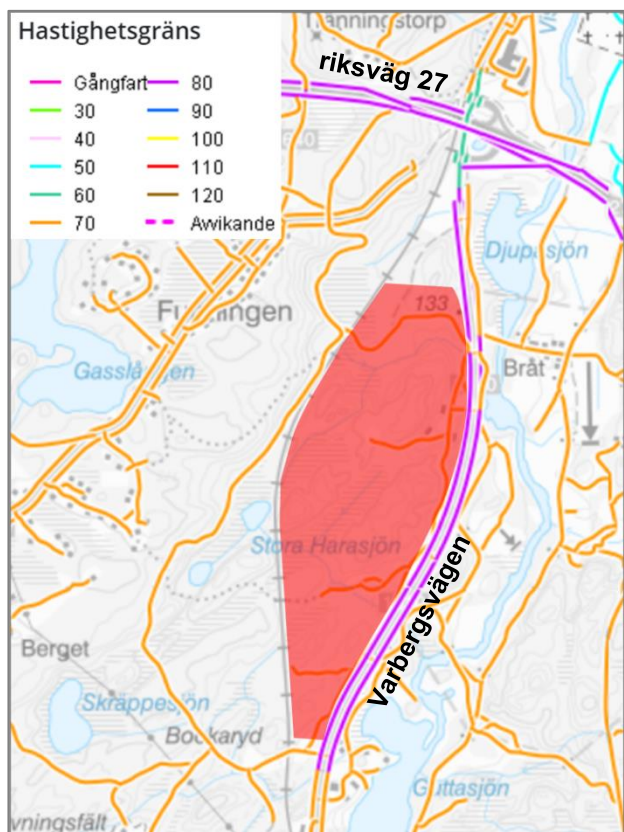 Hastighetsgräns
Gångfart
30
40
50
60
70
80
90
100
110
120
Avvikande
riksväg 27
Djupasjön
133
Bråt
Stora Harasjön
Varbergsvägen
Berget
Skräppesjön
Bockaryd
Guttasjön
vningsfält